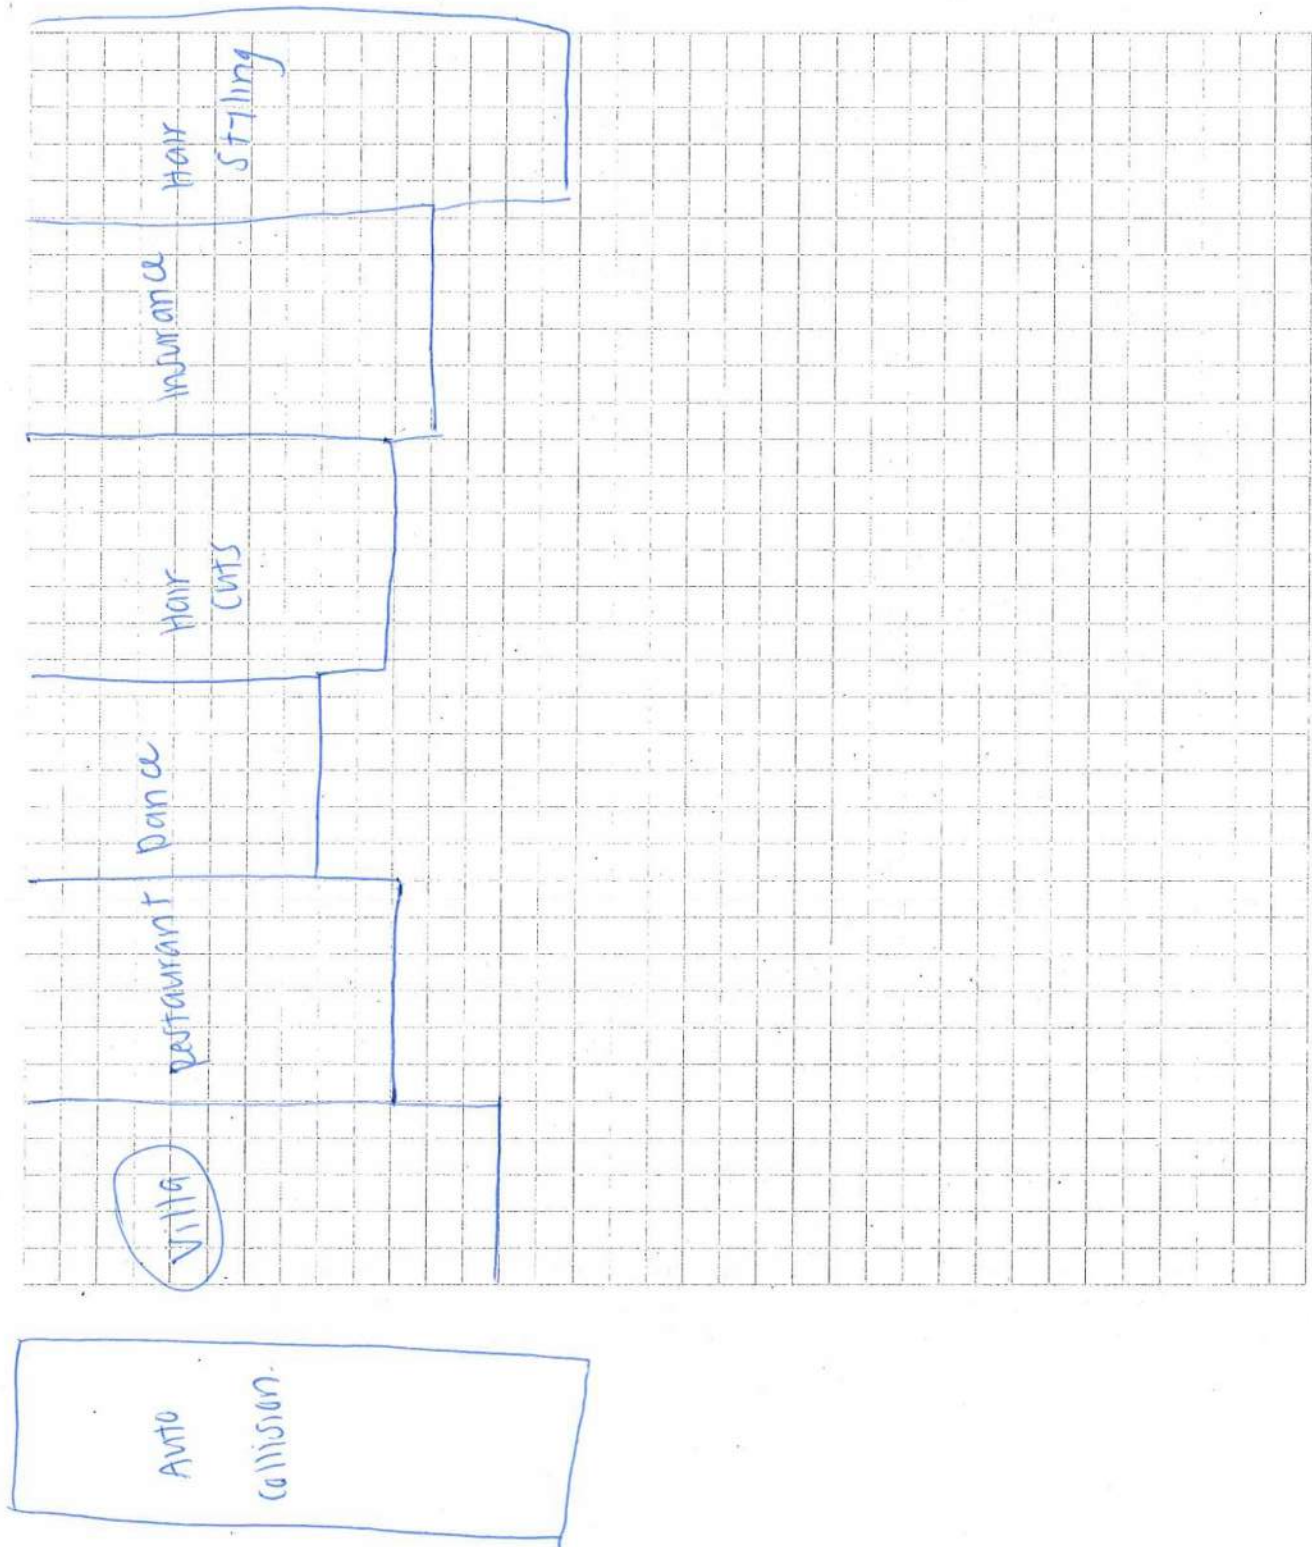 Auto
Collision.
Villa
Restaurant
Dance
Hair
Cuts
Insurance
Hair
Styling